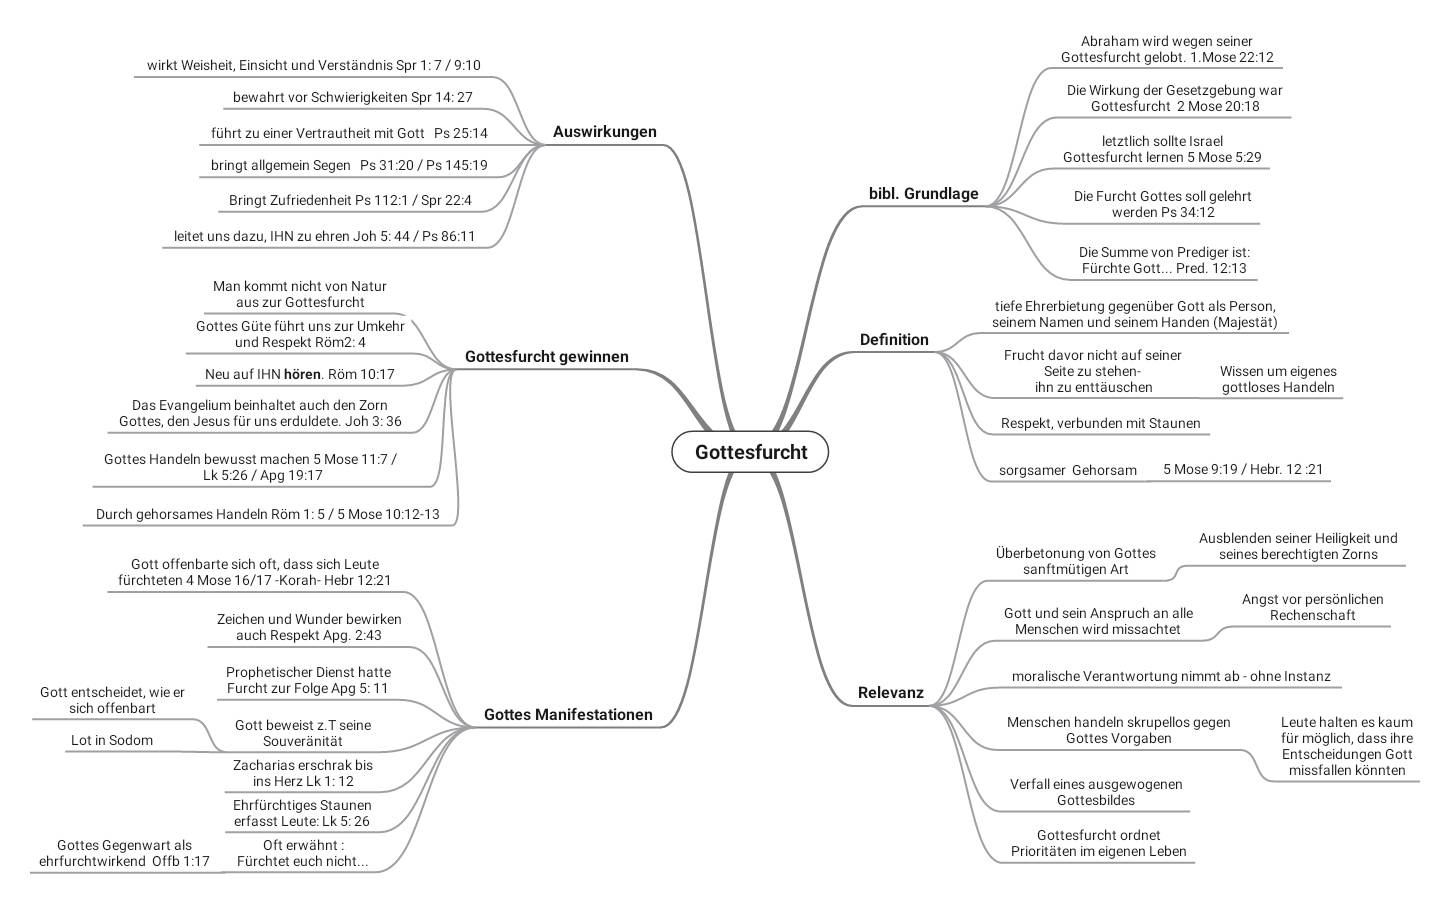 Gottesfurcht
Auswirkungen
wirkt Weisheit, Einsicht und Verständnis Spr 1: 7 / 9:10
bewahrt vor Schwierigkeiten Spr 14: 27
führt zu einer Vertrautheit mit Gott Ps 25:14
bringt allgemein Segen Ps 31:20 / Ps 145:19
Bringt Zufriedenheit Ps 112:1 / Spr 22:4
leitet uns dazu, IHN zu ehren Joh 5: 44 / Ps 86:11
Gottesfurcht gewinnen
Man kommt nicht von Natur
aus zur Gottesfurcht
Gottes Güte führt uns zur Umkehr
und Respekt Röm2: 4
Neu auf IHN hören. Röm 10:17
Das Evangelium beinhaltet auch den Zorn
Gottes, den Jesus für uns erduldete. Joh 3: 36
Gottes Handeln bewusst machen 5 Mose 11:7 /
Lk 5:26 / Apg 19:17
Durch gehorsames Handeln Röm 1: 5 / 5 Mose 10:12-13
Gottes Manifestationen
Gott offenbarte sich oft, dass sich Leute
fürchteten 4 Mose 16/17 -Korah- Hebr 12:21
Zeichen und Wunder bewirken
auch Respekt Apg. 2:43
Prophetischer Dienst hatte
Furcht zur Folge Apg 5: 11
Gott beweist z.T seine
Souveränität
Gott entscheidet, wie er
sich offenbart
Lot in Sodom
Zacharias erschrak bis
ins Herz Lk 1: 12
Ehrfürchtiges Staunen
erfasst Leute: Lk 5: 26
Oft erwähnt :
Fürchtet euch nicht...
Gottes Gegenwart als
ehrfurchtwirkend Offb 1:17
bibl. Grundlage
Abraham wird wegen seiner
Gottesfurcht gelobt. 1.Mose 22:12
Die Wirkung der Gesetzgebung war
Gottesfurcht 2 Mose 20:18
letztlich sollte Israel
Gottesfurcht lernen 5 Mose 5:29
Die Furcht Gottes soll gelehrt
werden Ps 34:12
Die Summe von Prediger ist:
Fürchte Gott... Pred. 12:13
Definition
tiefe Ehrerbietung gegenüber Gott als Person,
seinem Namen und seinem Handen (Majestät)
Frucht davor nicht auf seiner
Seite zu stehen-
ihn zu enttäuschen
Wissen um eigenes
gottloses Handeln
Respekt, verbunden mit Staunen
sorgsamer Gehorsam
5 Mose 9:19 / Hebr. 12 :21
Relevanz
Überbetonung von Gottes
sanftmütigen Art
Ausblenden seiner Heiligkeit und
seines berechtigten Zorns
Gott und sein Anspruch an alle
Menschen wird missachtet
Angst vor persönlichen
Rechenschaft
moralische Verantwortung nimmt ab - ohne Instanz
Menschen handeln skrupellos gegen
Gottes Vorgaben
Leute halten es kaum
für möglich, dass ihre
Entscheidungen Gott
missfallen könnten
Verfall eines ausgewogenen
Gottesbildes
Gottesfurcht ordnet
Prioritäten im eigenen Leben